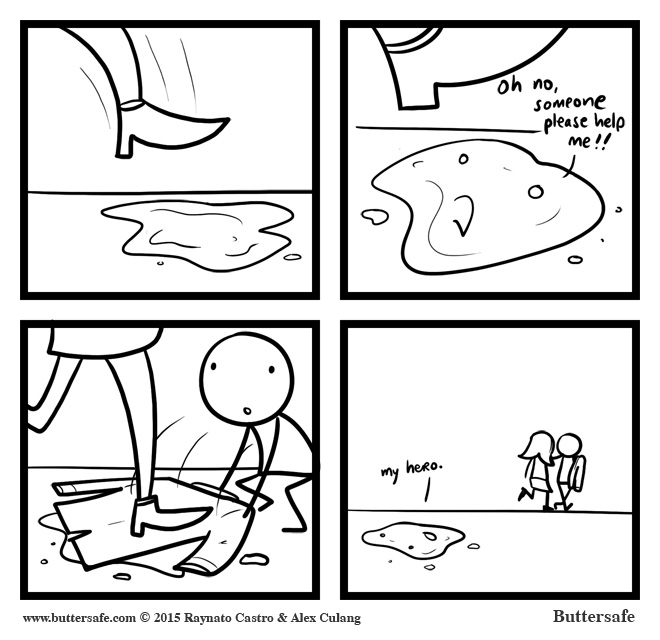 oh no,
someone
please help
me!!
my hero.
www.buttersafe.com © 2015 Raynato Castro & Alex Culang
Buttersafe